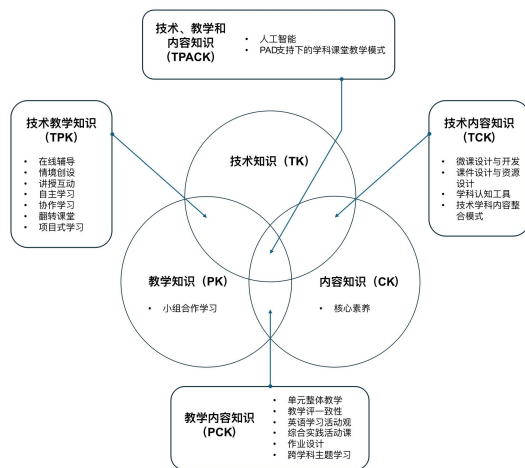 技术、教学和
内容知识
（TPACK）
• 人工智能
• PAD支持下的学科课堂教学模式
技术教学知识
（TPK）
• 在线辅导
• 情境创设
• 讲授互动
• 自主学习
• 协作学习
• 翻转课堂
• 项目式学习
技术知识（TK）
技术内容知识
（TCK）
• 微课设计与开发
• 课件设计与资源
设计
• 学科认知工具
• 技术学科内容整
合模式
教学知识（PK）
• 小组合作学习
内容知识（CK）
• 核心素养
教学内容知识
（PCK）
• 单元整体教学
• 教学评一致性
• 英语学习活动观
• 综合实践活动课
• 作业设计
• 跨学科主题学习